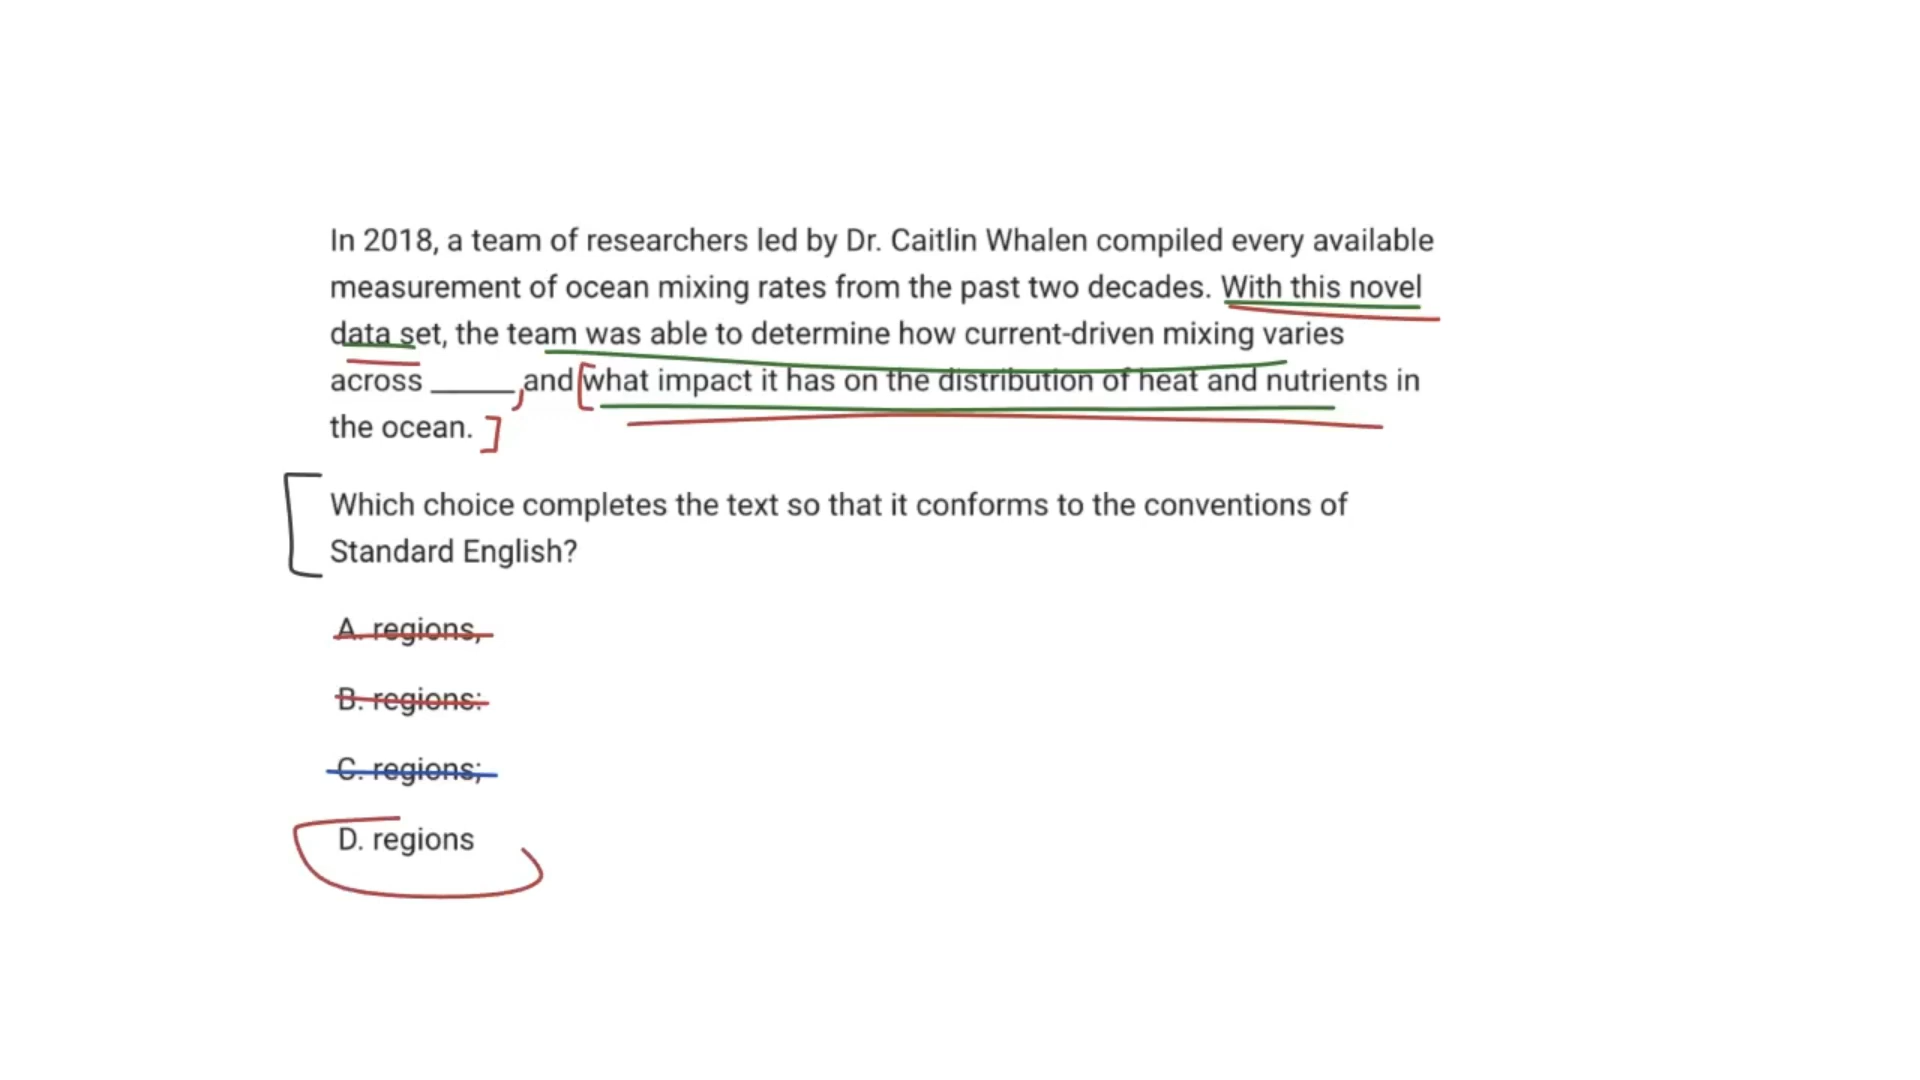 In 2018, a team of researchers led by Dr. Caitlin Whalen compiled every available
measurement of ocean mixing rates from the past two decades. With this novel
data set, the team was able to determine how current-driven mixing varies
across ______, and [what impact it has on the distribution of heat and nutrients in
the ocean. ]
Which choice completes the text so that it conforms to the conventions of
Standard English?
A. regions,
B. regions:
C. regions;
D. regions